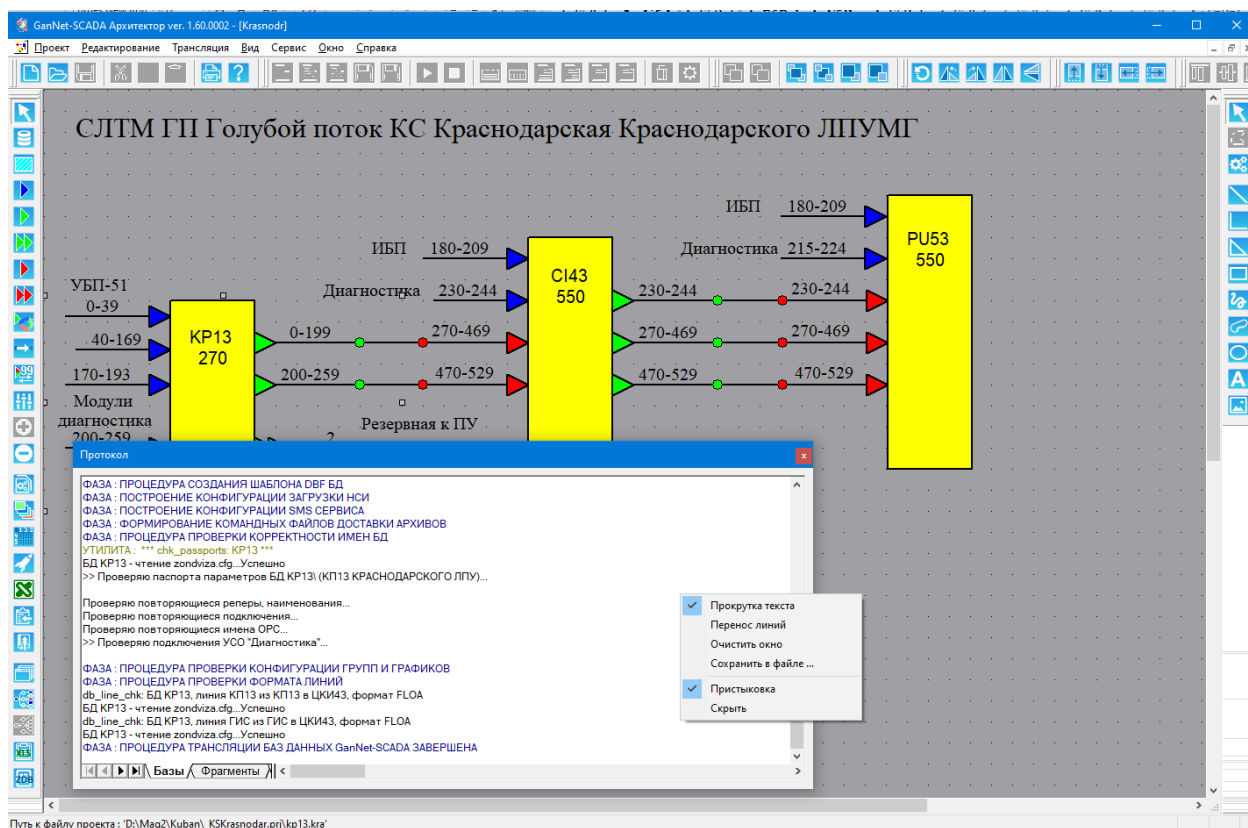 GanNet-SCADA Архитектор ver. 1.60.0002 - [Krasnodr]
Проект Редактирование Трансляция Вид Сервис Окно Справка
СЛТМ ГП Голубой поток КС Краснодарская Краснодарского ЛПУМГ
ИБП 180-209
PU53
550
ИБП 180-209
Диагностика 215-224
CI43
550
УБП-51
Диагностика 230-244
230-244
230-244
0-39
40-169
KP13
270
0-199
270-469
270-469
270-469
170-193
200-259
470-529
470-529
470-529
Модули
диагностика
Резервная к ПУ
200-259
2
Протокол
ФАЗА : ПРОЦЕДУРА СОЗДАНИЯ ШАБЛОНА DBF БД
ФАЗА : ПОСТРОЕНИЕ КОНФИГУРАЦИИ ЗАГРУЗКИ НСИ
ФАЗА : ПОСТРОЕНИЕ КОНФИГУРАЦИИ SMS СЕРВИСА
ФАЗА : ФОРМИРОВАНИЕ КОМАНДНЫХ ФАЙЛОВ ДОСТАВКИ АРХИВОВ
ФАЗА : ПРОЦЕДУРА ПРОВЕРКИ КОРРЕКТНОСТИ ИМЕН БД
УТИЛИТА : *** chk_passports: KP13 ***
БД KP13 - чтение zondviza.cfg...Успешно
>> Проверяю паспорта параметров БД KP13\ (КП13 КРАСНОДАРСКОГО ЛПУ)...
Проверяю повторяющиеся реперы, наименования...
Проверяю повторяющиеся подключения...
Проверяю повторяющиеся имена OPC...
>> Проверяю подключения УСО "Диагностика"...
ФАЗА : ПРОЦЕДУРА ПРОВЕРКИ КОНФИГУРАЦИИ ГРУПП И ГРАФИКОВ
ФАЗА : ПРОЦЕДУРА ПРОВЕРКИ ФОРМАТА ЛИНИЙ
db_line_chk: БД KP13, линия КП13 из КП13 в ЦКИ43, формат FLOA
БД KP13 - чтение zondviza.cfg...Успешно
db_line_chk: БД KP13, линия ГИС из ГИС в ЦКИ43, формат FLOA
БД KP13 - чтение zondviza.cfg...Успешно
ФАЗА : ПРОЦЕДУРА ТРАНСЛЯЦИИ БАЗ ДАННЫХ GanNet-SCADA ЗАВЕРШЕНА
Базы Фрагменты
Прокрутка текста
Перенос линий
Очистить окно
Сохранить в файле ...
Пристыковка
Скрыть
Путь к файлу проекта : 'D:\Mag2\Kuban\_KSKrasnodar.prj\kp13.kra'